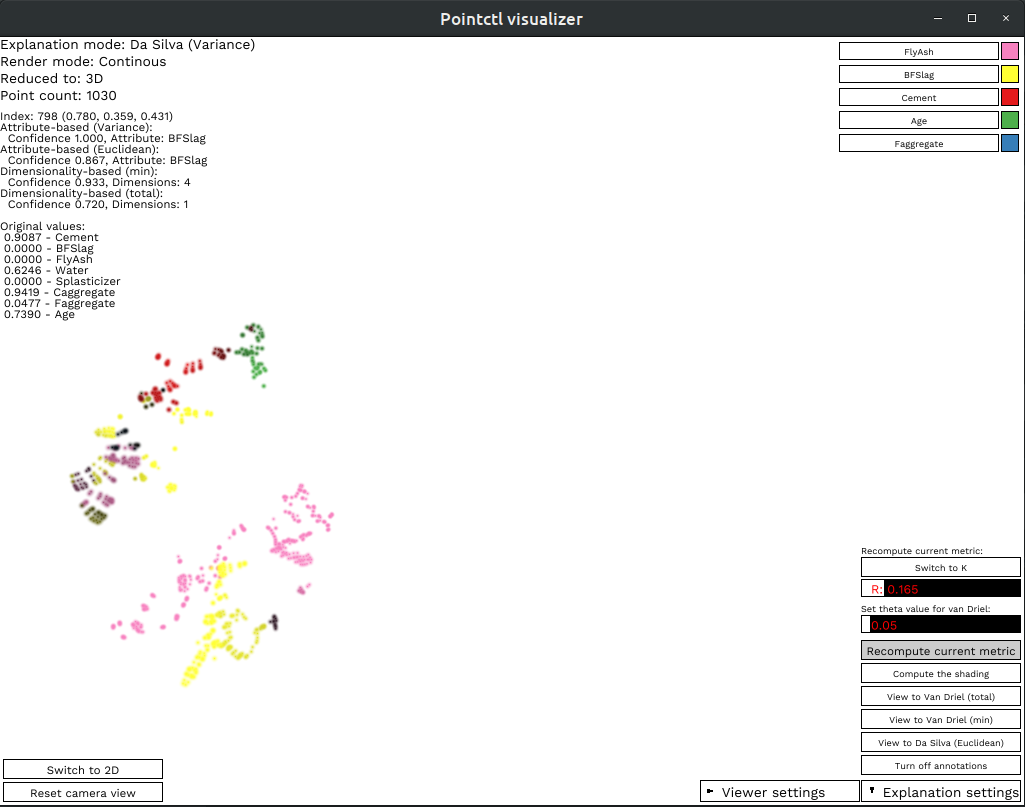 Pointctl visualizer
Explanation mode: Da Silva (Variance)
Render mode: Continous
Reduced to: 3D
Point count: 1030
Index: 798 (0.780, 0.359, 0.431)
Attribute-based (Variance):
Confidence 1.000, Attribute: BFSlag
Attribute-based (Euclidean):
Confidence 0.867, Attribute: BFSlag
Dimensionality-based (min):
Confidence 0.933, Dimensions: 4
Dimensionality-based (total):
Confidence 0.720, Dimensions: 1
Original values:
0.9087 - Cement
0.0000 - BFSlag
0.0000 - FlyAsh
0.6246 - Water
0.0000 - Splasticizer
0.9419 - Caggregate
0.0477 - Faggregate
0.7390 - Age
FlyAsh
BFSlag
Cement
Age
Faggregate
Recompute current metric:
Switch to K
R: 0.165
Set theta value for van Driel:
0.05
Recompute current metric
Compute the shading
View to Van Driel (total)
View to Van Driel (min)
View to Da Silva (Euclidean)
Turn off annotations
Switch to 2D
Reset camera view
Viewer settings
Explanation settings